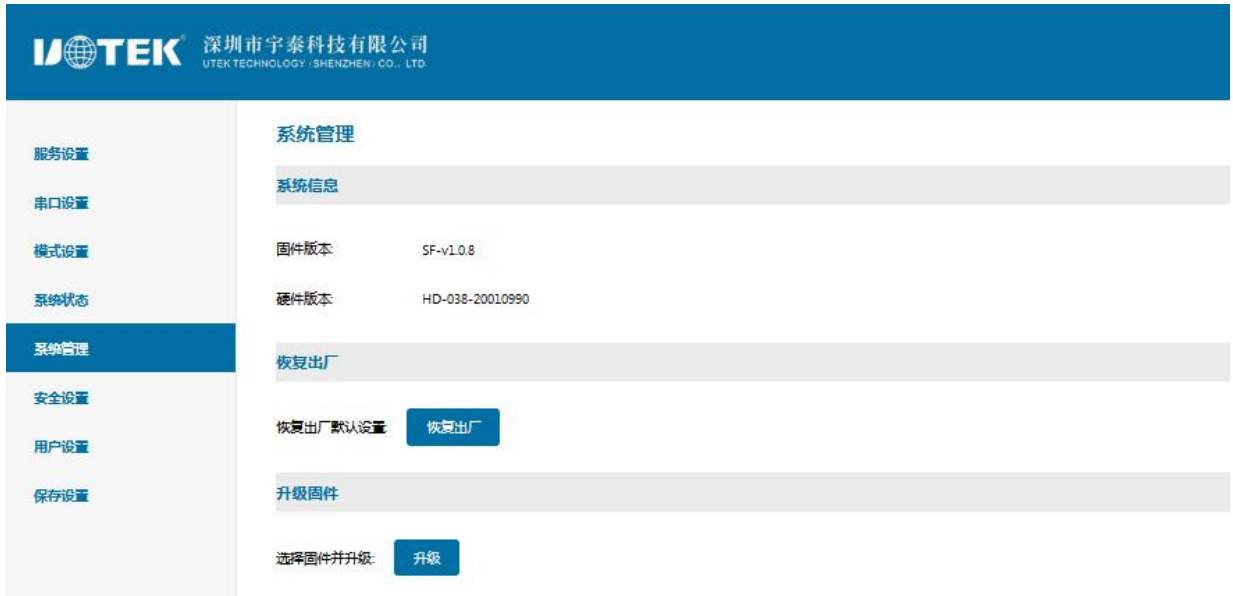 UTEK® 深圳市宇泰科技有限公司
UTEK TECHNOLOGY (SHENZHEN) CO., LTD.
服务设置
串口设置
模式设置
系统状态
系统管理
安全设置
用户设置
保存设置
系统管理
系统信息
固件版本 SF-v1.0.8
硬件版本 HD-038-20010990
恢复出厂
恢复出厂默认设置 恢复出厂
升级固件
选择固件并升级: 升级